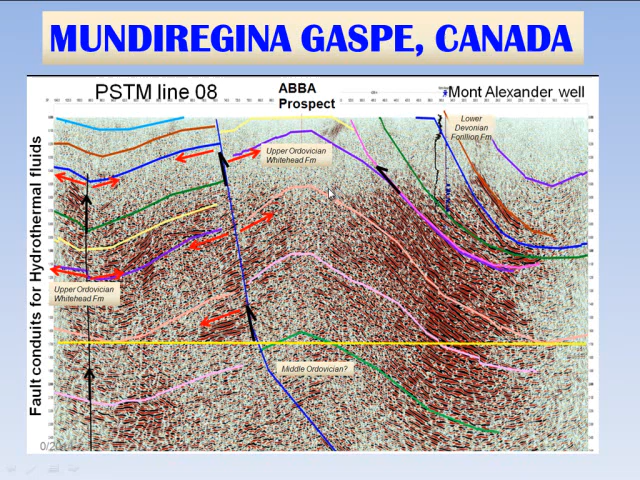 MUNDIREGINA GASPE, CANADA
PSTM line 08
ABBA
Prospect
Mont Alexander well
Lower
Devonian
Forillion Fm
Upper Ordovician
Whitehead Fm
Fault conduits for Hydrothermal fluids
Upper Ordovician
Whitehead Fm
Middle Ordovician?